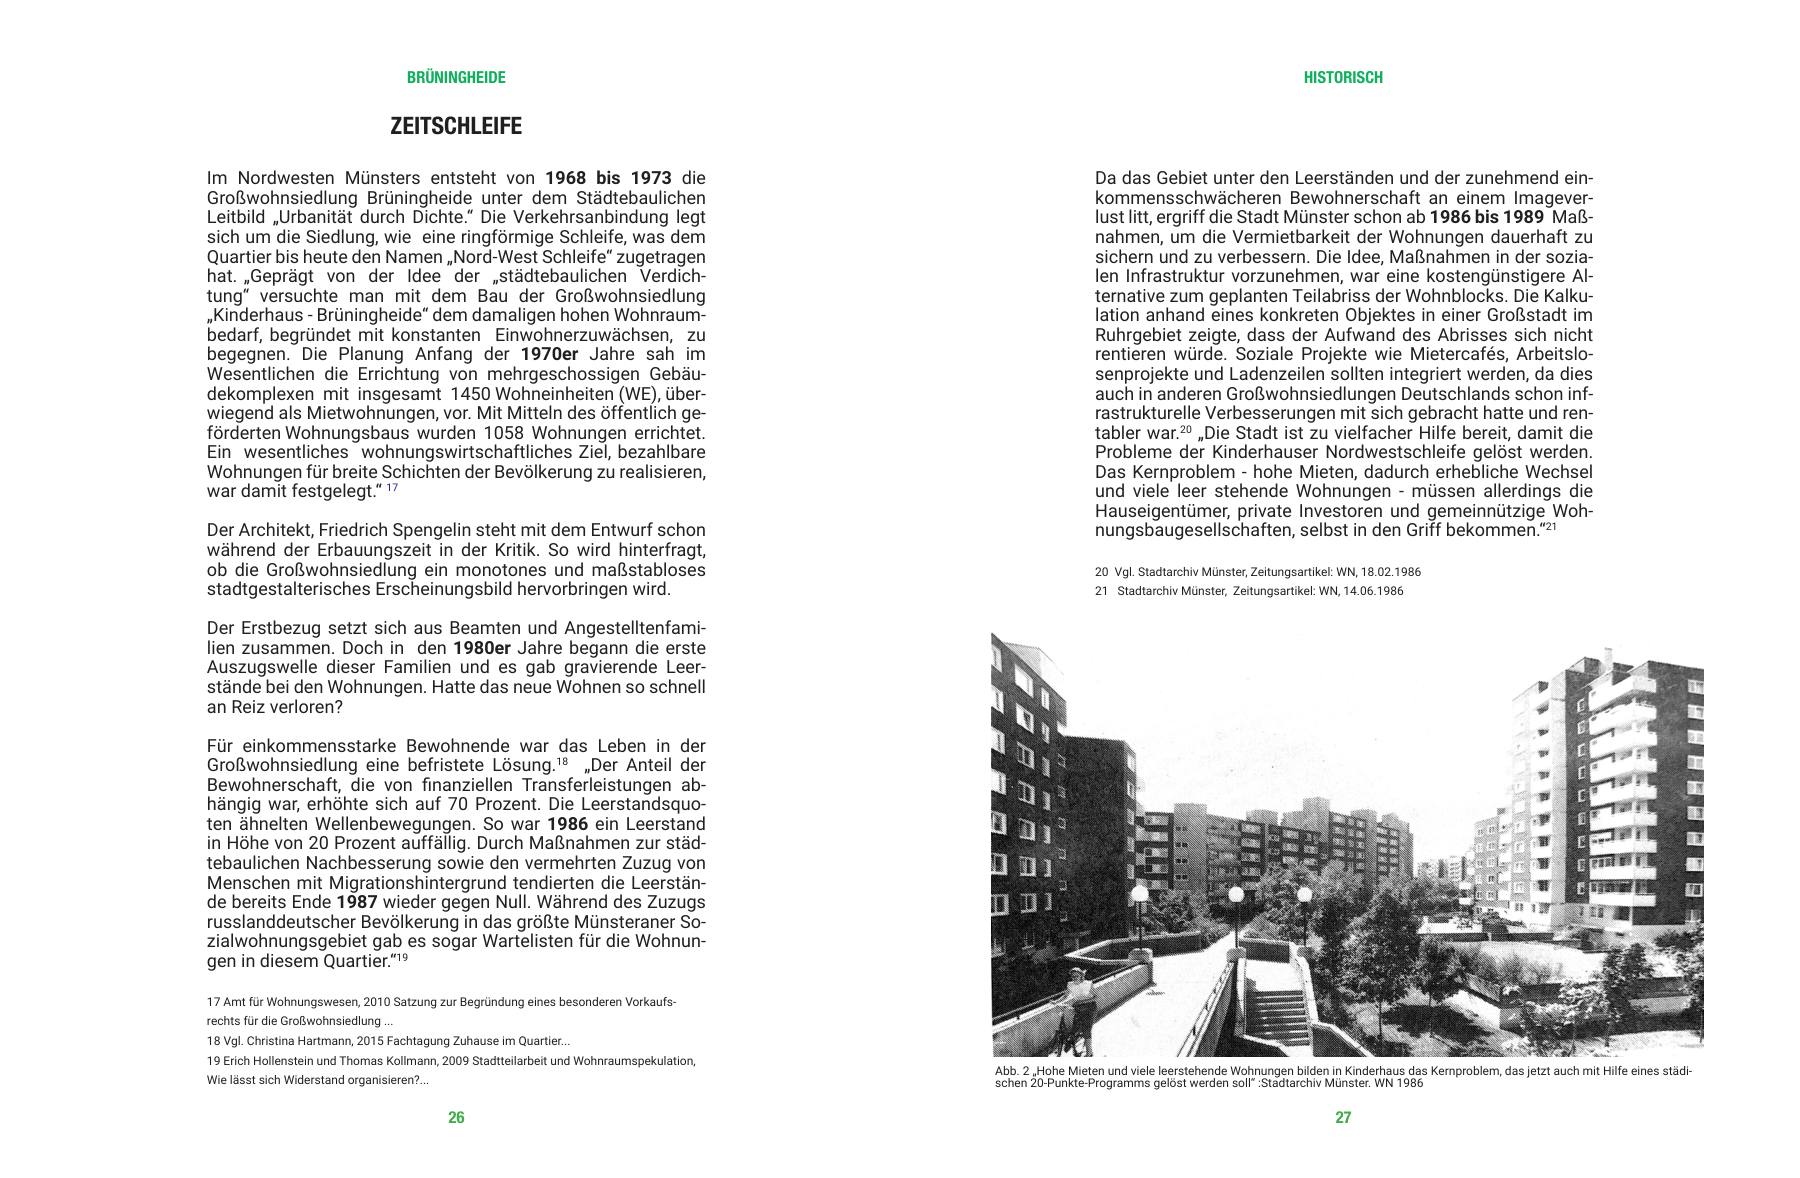 BRÜNINGHEIDE
ZEITSCHLEIFE
Im Nordwesten Münsters entsteht von 1968 bis 1973 die
Großwohnsiedlung Brüningheide unter dem Städtebaulichen
Leitbild „Urbanität durch Dichte.“ Die Verkehrsanbindung legt
sich um die Siedlung, wie eine ringförmige Schleife, was dem
Quartier bis heute den Namen „Nord-West Schleife“ zugetragen
hat. „Geprägt von der Idee der „städtebaulichen Verdich-
tung“ versuchte man mit dem Bau der Großwohnsiedlung
„Kinderhaus - Brüningheide“ dem damaligen hohen Wohnraum-
bedarf, begründet mit konstanten Einwohnerzuwächsen, zu
begegnen. Die Planung Anfang der 1970er Jahre sah im
Wesentlichen die Errichtung von mehrgeschossigen Gebäu-
dekomplexen mit insgesamt 1450 Wohneinheiten (WE), über-
wiegend als Mietwohnungen, vor. Mit Mitteln des öffentlich ge-
förderten Wohnungsbaus wurden 1058 Wohnungen errichtet.
Ein wesentliches wohnungswirtschaftliches Ziel, bezahlbare
Wohnungen für breite Schichten der Bevölkerung zu realisieren,
war damit festgelegt.“ 17
Der Architekt, Friedrich Spengelin steht mit dem Entwurf schon
während der Erbauungszeit in der Kritik. So wird hinterfragt,
ob die Großwohnsiedlung ein monotones und maßstabloses
stadtgestalterisches Erscheinungsbild hervorbringen wird.
Der Erstbezug setzt sich aus Beamten und Angestelltenfami-
lien zusammen. Doch in den 1980er Jahre begann die erste
Auszugswelle dieser Familien und es gab gravierende Leer-
stände bei den Wohnungen. Hatte das neue Wohnen so schnell
an Reiz verloren?
Für einkommensstarke Bewohnende war das Leben in der
Großwohnsiedlung eine befristete Lösung.18 „Der Anteil der
Bewohnerschaft, die von finanziellen Transferleistungen ab-
hängig war, erhöhte sich auf 70 Prozent. Die Leerstandsquo-
ten ähnelten Wellenbewegungen. So war 1986 ein Leerstand
in Höhe von 20 Prozent auffällig. Durch Maßnahmen zur städ-
tebaulichen Nachbesserung sowie den vermehrten Zuzug von
Menschen mit Migrationshintergrund tendierten die Leerstän-
de bereits Ende 1987 wieder gegen Null. Während des Zuzugs
russlanddeutscher Bevölkerung in das größte Münsteraner So-
zialwohnungsgebiet gab es sogar Wartelisten für die Wohnun-
gen in diesem Quartier.“19
17 Amt für Wohnungswesen, 2010 Satzung zur Begründung eines besonderen Vorkaufs-
rechts für die Großwohnsiedlung ...
18 Vgl. Christina Hartmann, 2015 Fachtagung Zuhause im Quartier...
19 Erich Hollenstein und Thomas Kollmann, 2009 Stadtteilarbeit und Wohnraumspekulation,
Wie lässt sich Widerstand organisieren?...
26
HISTORISCH
Da das Gebiet unter den Leerständen und der zunehmend ein-
kommensschwächeren Bewohnerschaft an einem Imagever-
lust litt, ergriff die Stadt Münster schon ab 1986 bis 1989 Maß-
nahmen, um die Vermietbarkeit der Wohnungen dauerhaft zu
sichern und zu verbessern. Die Idee, Maßnahmen in der sozia-
len Infrastruktur vorzunehmen, war eine kostengünstigere Al-
ternative zum geplanten Teilabriss der Wohnblocks. Die Kalku-
lation anhand eines konkreten Objektes in einer Großstadt im
Ruhrgebiet zeigte, dass der Aufwand des Abrisses sich nicht
rentieren würde. Soziale Projekte wie Mietercafés, Arbeitslo-
senprojekte und Ladenzeilen sollten integriert werden, da dies
auch in anderen Großwohnsiedlungen Deutschlands schon inf-
rastrukturelle Verbesserungen mit sich gebracht hatte und ren-
tabler war.20 „Die Stadt ist zu vielfacher Hilfe bereit, damit die
Probleme der Kinderhauser Nordwestschleife gelöst werden.
Das Kernproblem - hohe Mieten, dadurch erhebliche Wechsel
und viele leer stehende Wohnungen - müssen allerdings die
Hauseigentümer, private Investoren und gemeinnützige Woh-
nungsbaugesellschaften, selbst in den Griff bekommen.“21
20 Vgl. Stadtarchiv Münster, Zeitungsartikel: WN, 18.02.1986
21 Stadtarchiv Münster, Zeitungsartikel: WN, 14.06.1986
Abb. 2 „Hohe Mieten und viele leerstehende Wohnungen bilden in Kinderhaus das Kernproblem, das jetzt auch mit Hilfe eines städi-
schen 20-Punkte-Programms gelöst werden soll“ :Stadtarchiv Münster. WN 1986
27